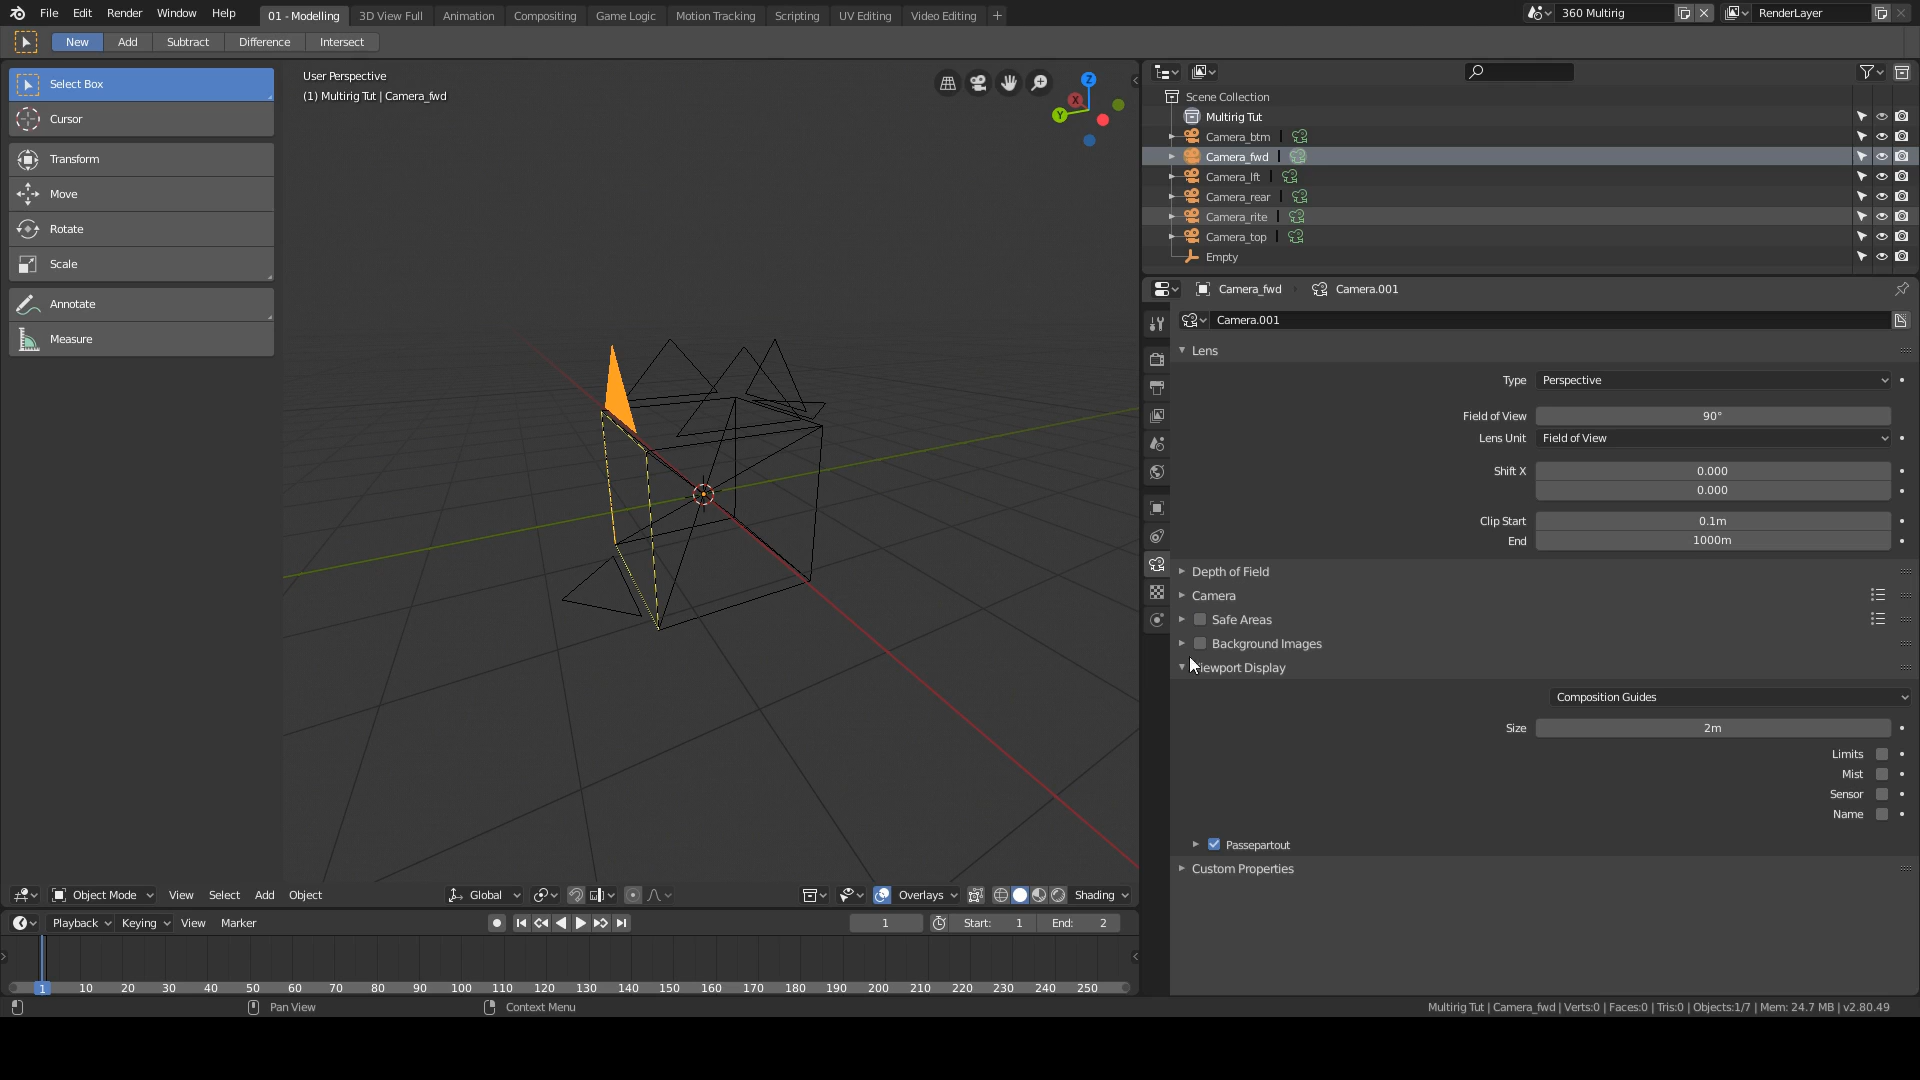 File Edit Render Window Help 01 - Modelling 3D View Full Animation Compositing Game Logic Motion Tracking Scripting UV Editing Video Editing + 360 Multirig RenderLayer
New Add Subtract Difference Intersect
Select Box
Cursor
Transform
Move
Rotate
Scale
Annotate
Measure
User Perspective
(1) Multirig Tut | Camera_fwd
Z
X
Y
Scene Collection
Multirig Tut
Camera_btm
Camera_fwd
Camera_lft
Camera_rear
Camera_rite
Camera_top
Empty
Camera_fwd Camera.001
Camera.001
Lens
Type Perspective
Field of View 90°
Lens Unit Field of View
Shift X 0.000
0.000
Clip Start 0.1m
End 1000m
Depth of Field
Camera
Safe Areas
Background Images
ewport Display
Composition Guides
Size 2m
Limits
Mist
Sensor
Name
Passepartout
Custom Properties
Object Mode View Select Add Object Global Overlays Shading
Playback Keying View Marker 1 Start: 1 End: 2
1 10 20 30 40 50 60 70 80 90 100 110 120 130 140 150 160 170 180 190 200 210 220 230 240 250
Pan View Context Menu Multirig Tut | Camera_fwd | Verts:0 | Faces:0 | Tris:0 | Objects:1/7 | Mem: 24.7 MB | v2.80.49